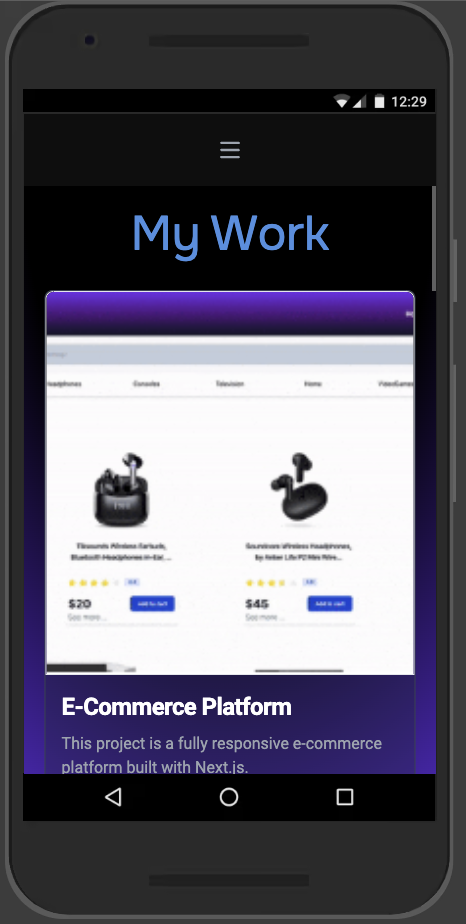 12:29
My Work
Headphones Consoles Television Home VideoGames
Tribounds Wireless Earbuds,
Bluetooth Headphones in-Ear...
Soundcore Wireless Headphones,
by Anker Life P2 Mini Wire...
$20 Add to cart
See more...
$45 Add to cart
See more...
E-Commerce Platform
This project is a fully responsive e-commerce
platform built with Next.js.